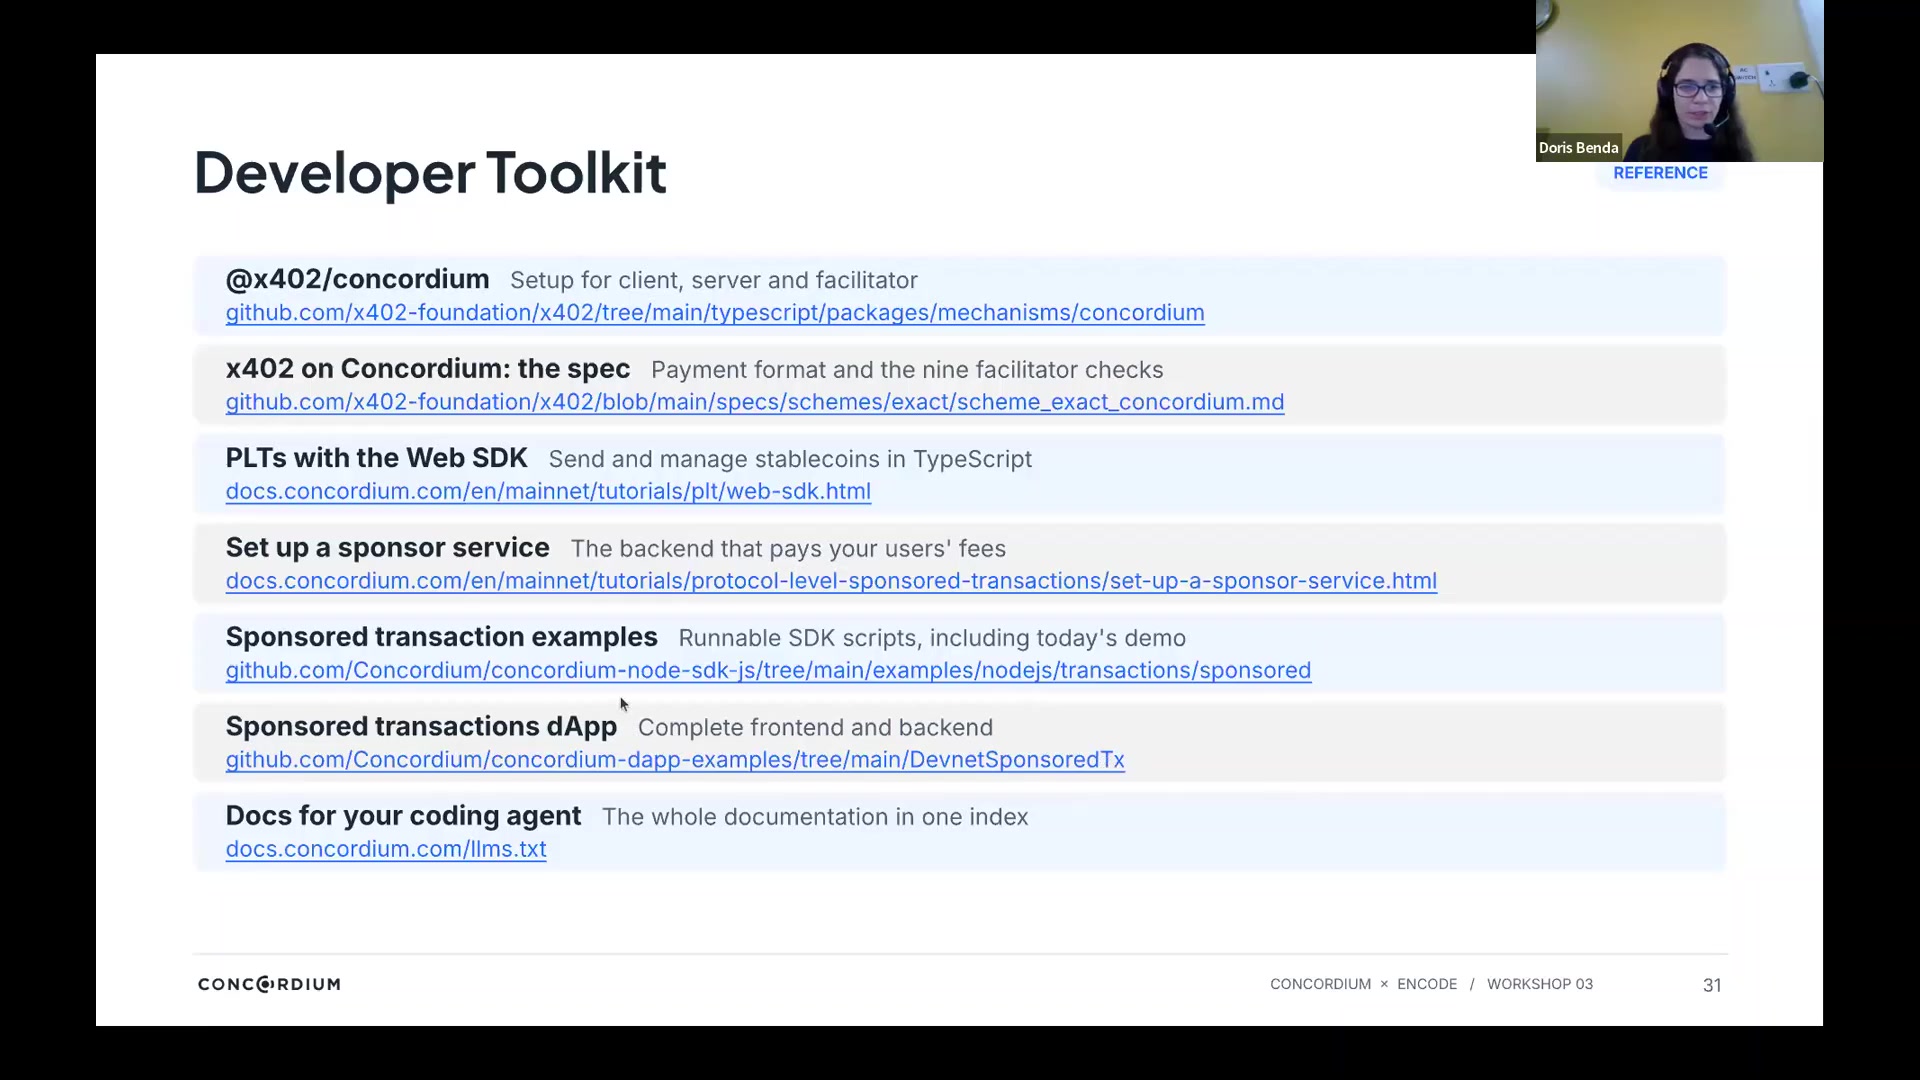 Doris Benda
Developer Toolkit
REFERENCE
@x402/concordium Setup for client, server and facilitator
github.com/x402-foundation/x402/tree/main/typescript/packages/mechanisms/concordium
x402 on Concordium: the spec Payment format and the nine facilitator checks
github.com/x402-foundation/x402/blob/main/specs/schemes/exact/scheme_exact_concordium.md
PLTs with the Web SDK Send and manage stablecoins in TypeScript
docs.concordium.com/en/mainnet/tutorials/plt/web-sdk.html
Set up a sponsor service The backend that pays your users' fees
docs.concordium.com/en/mainnet/tutorials/protocol-level-sponsored-transactions/set-up-a-sponsor-service.html
Sponsored transaction examples Runnable SDK scripts, including today's demo
github.com/Concordium/concordium-node-sdk-js/tree/main/examples/nodejs/transactions/sponsored
Sponsored transactions dApp Complete frontend and backend
github.com/Concordium/concordium-dapp-examples/tree/main/DevnetSponsoredTx
Docs for your coding agent The whole documentation in one index
docs.concordium.com/llms.txt
CONCORDIUM
CONCORDIUM × ENCODE / WORKSHOP 03
31